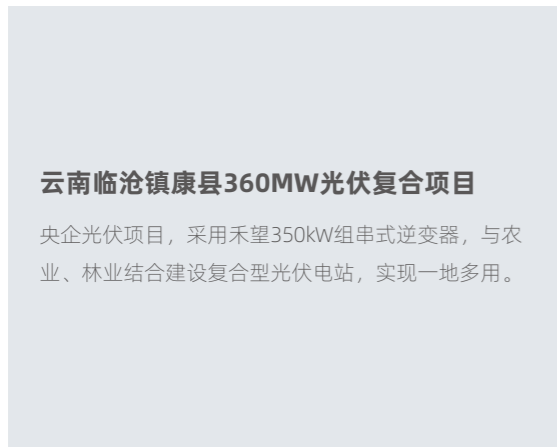 云南临沧镇康县360MW光伏复合项目
央企光伏项目，采用禾望350kW组串式逆变器，与农
业、林业结合建设复合型光伏电站，实现一地多用。